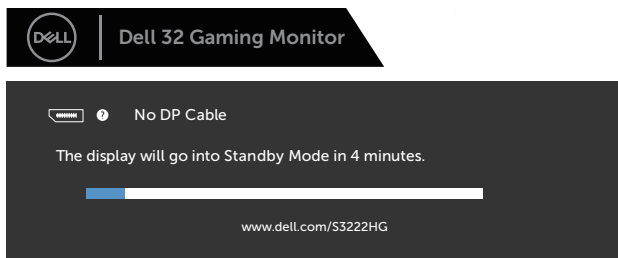 DELL
Dell 32 Gaming Monitor
? No DP Cable
The display will go into Standby Mode in 4 minutes.
www.dell.com/S3222HG